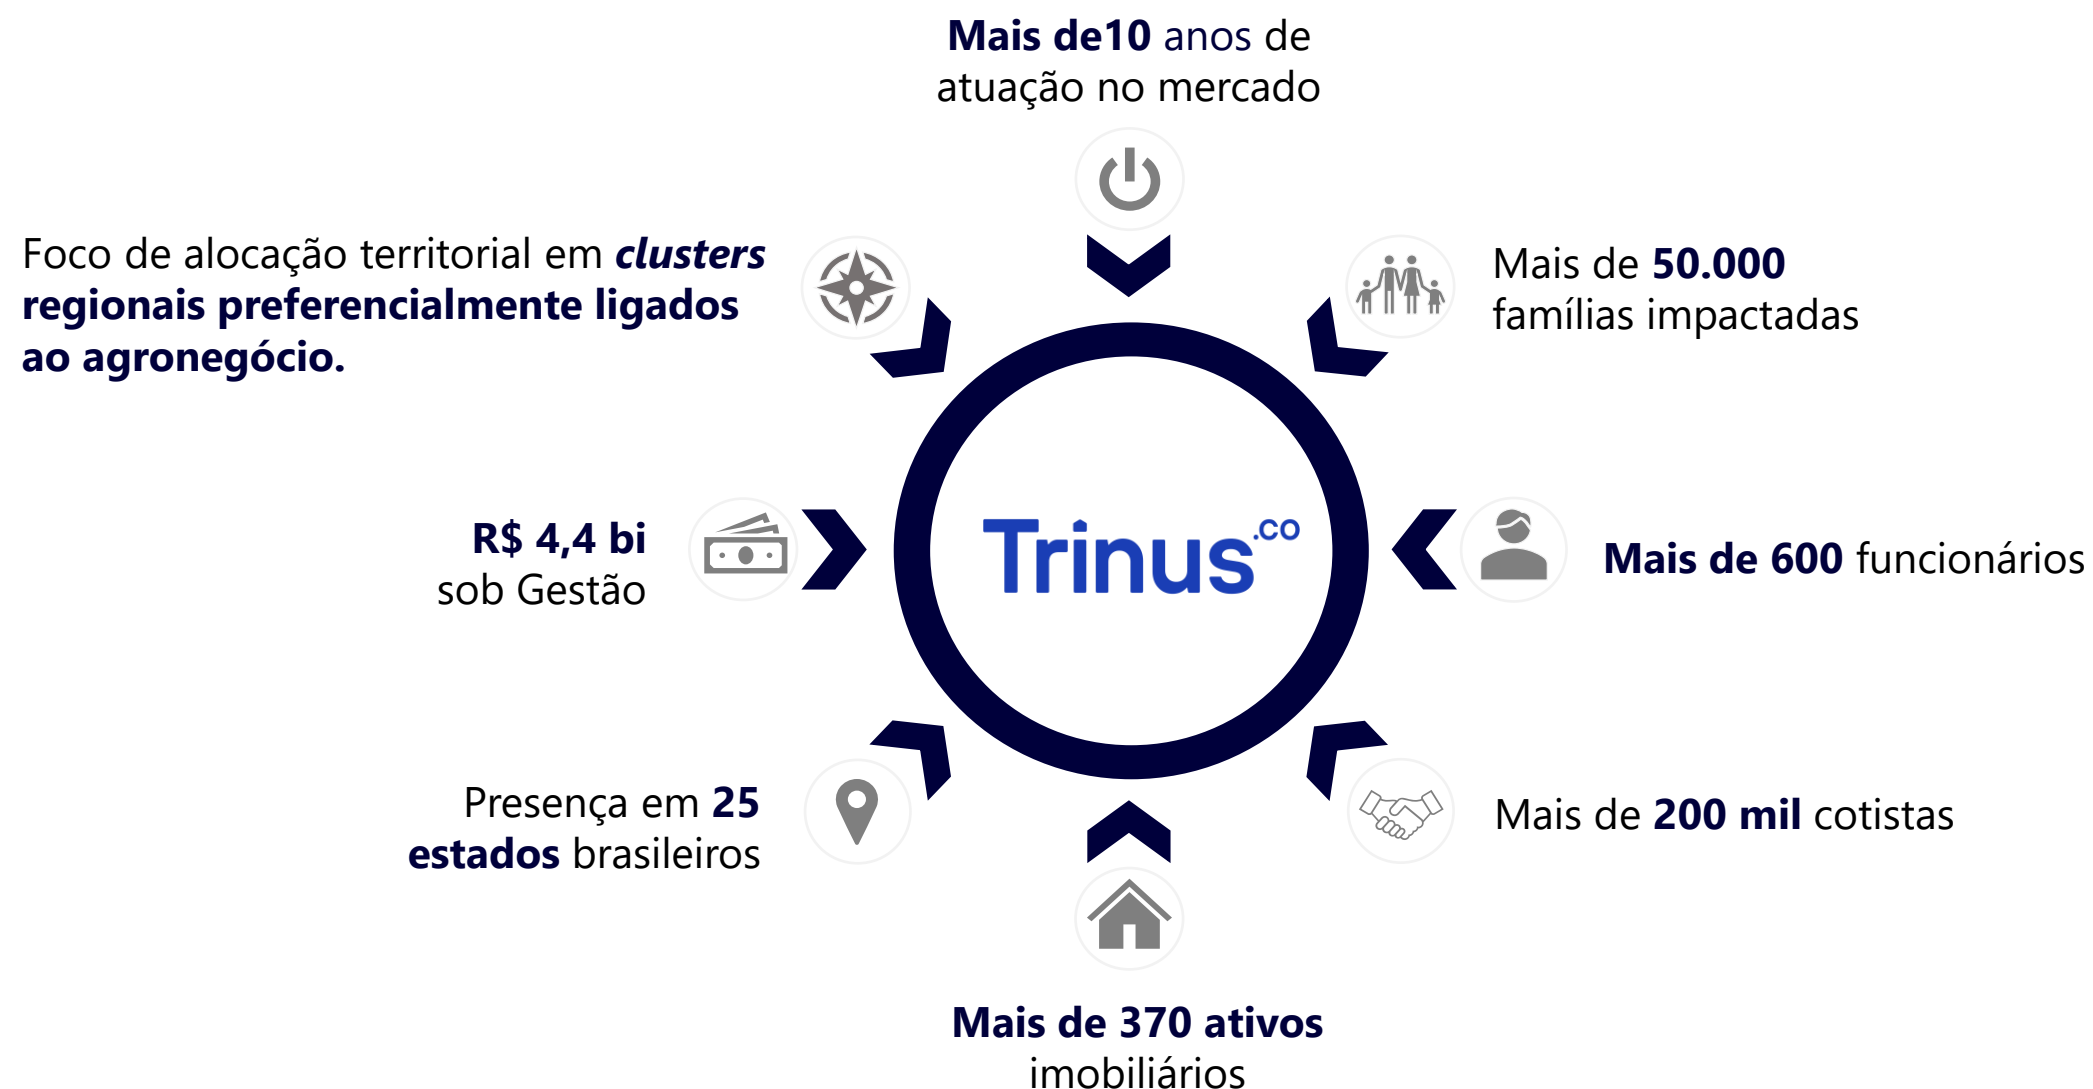 Mais de10 anos de
atuação no mercado
Foco de alocação territorial em clusters
regionais preferencialmente ligados
ao agronegócio.
Mais de 50.000
famílias impactadas
R$ 4,4 bi
sob Gestão
Trinus.co
Mais de 600 funcionários
Presença em 25
estados brasileiros
Mais de 200 mil cotistas
Mais de 370 ativos
imobiliários